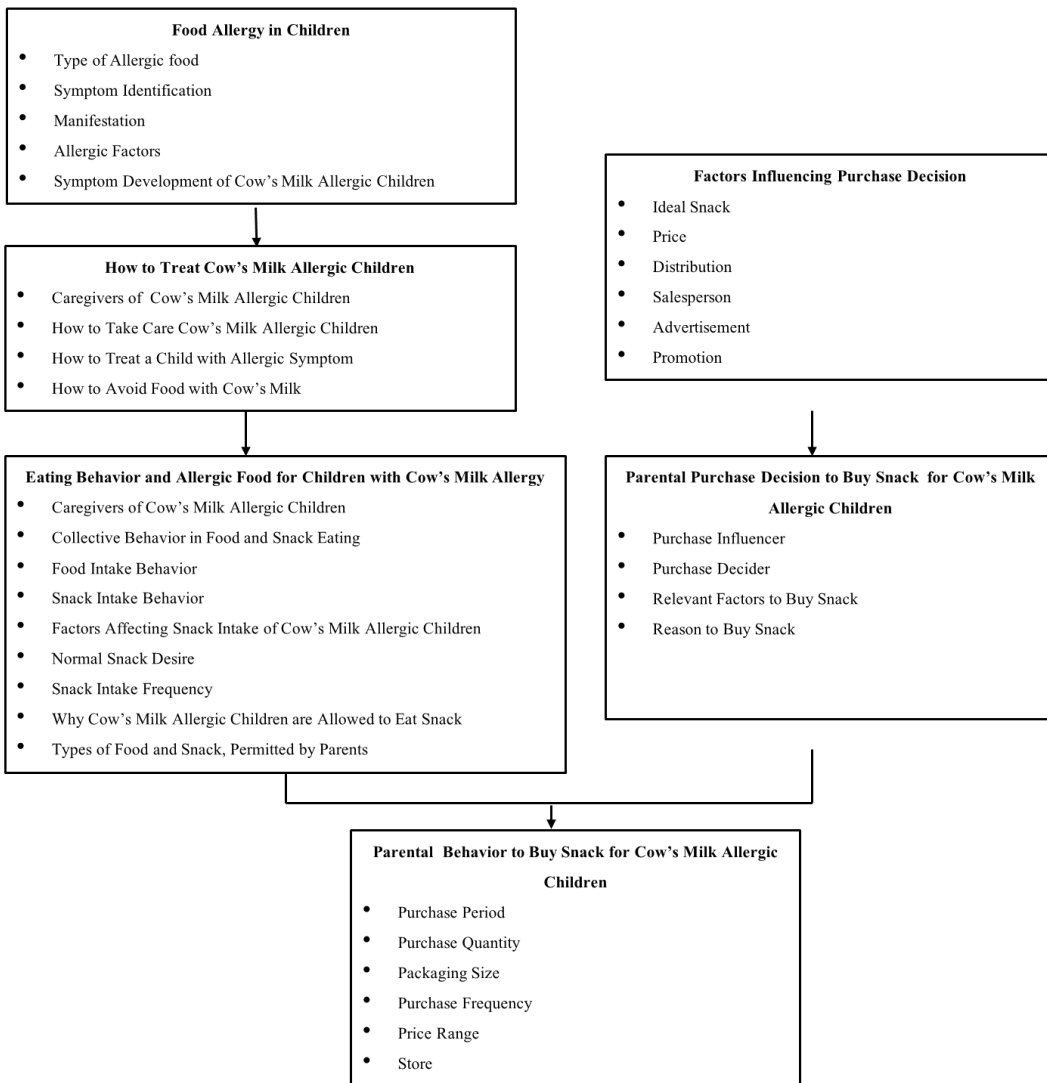 Food Allergy in Children
• Type of Allergic food
• Symptom Identification
• Manifestation
• Allergic Factors
• Symptom Development of Cow's Milk Allergic Children
How to Treat Cow's Milk Allergic Children
• Caregivers of Cow's Milk Allergic Children
• How to Take Care Cow's Milk Allergic Children
• How to Treat a Child with Allergic Symptom
• How to Avoid Food with Cow's Milk
Eating Behavior and Allergic Food for Children with Cow's Milk Allergy
• Caregivers of Cow's Milk Allergic Children
• Collective Behavior in Food and Snack Eating
• Food Intake Behavior
• Snack Intake Behavior
• Factors Affecting Snack Intake of Cow's Milk Allergic Children
• Normal Snack Desire
• Snack Intake Frequency
• Why Cow's Milk Allergic Children are Allowed to Eat Snack
• Types of Food and Snack, Permitted by Parents
Factors Influencing Purchase Decision
• Ideal Snack
• Price
• Distribution
• Salesperson
• Advertisement
• Promotion
Parental Purchase Decision to Buy Snack for Cow's Milk
Allergic Children
• Purchase Influencer
• Purchase Decider
• Relevant Factors to Buy Snack
• Reason to Buy Snack
Parental Behavior to Buy Snack for Cow's Milk Allergic
Children
• Purchase Period
• Purchase Quantity
• Packaging Size
• Purchase Frequency
• Price Range
• Store